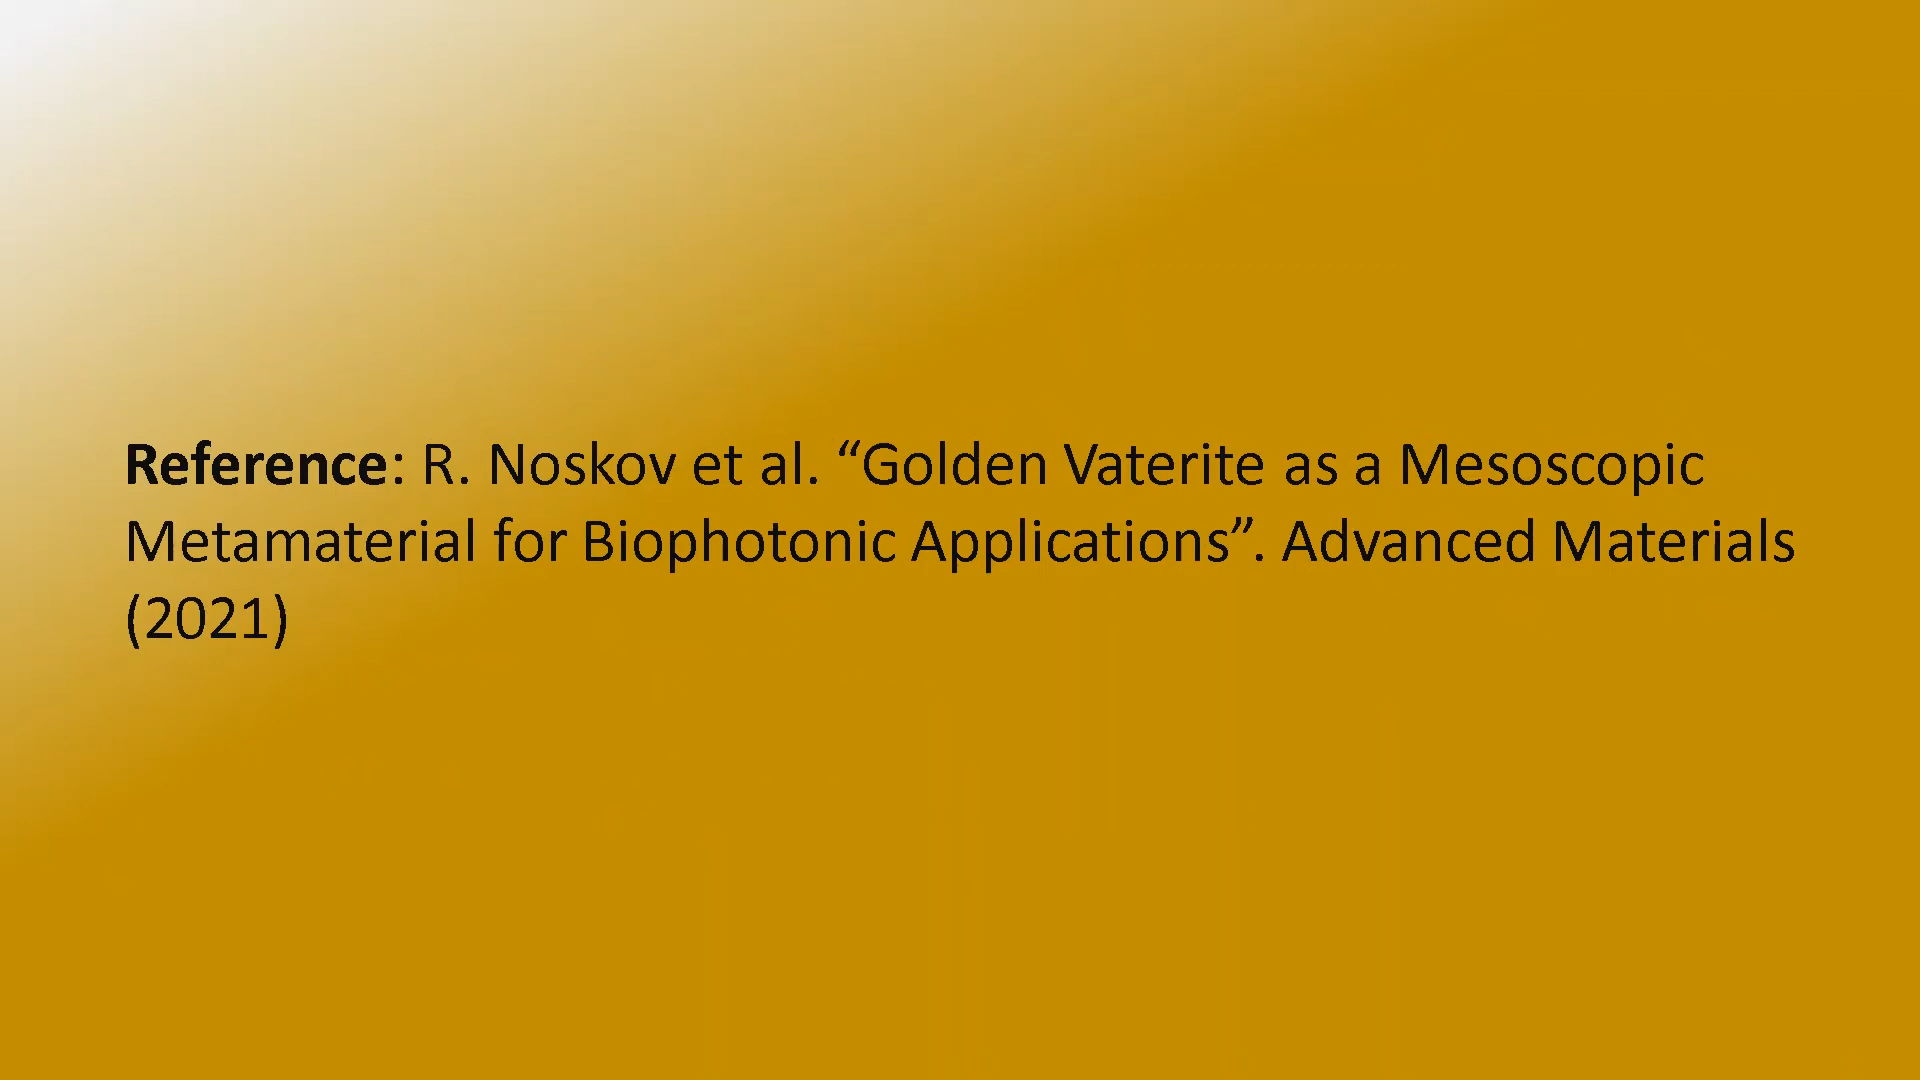 Reference: R. Noskov et al. “Golden Vaterite as a Mesoscopic
Metamaterial for Biophotonic Applications”. Advanced Materials
(2021)